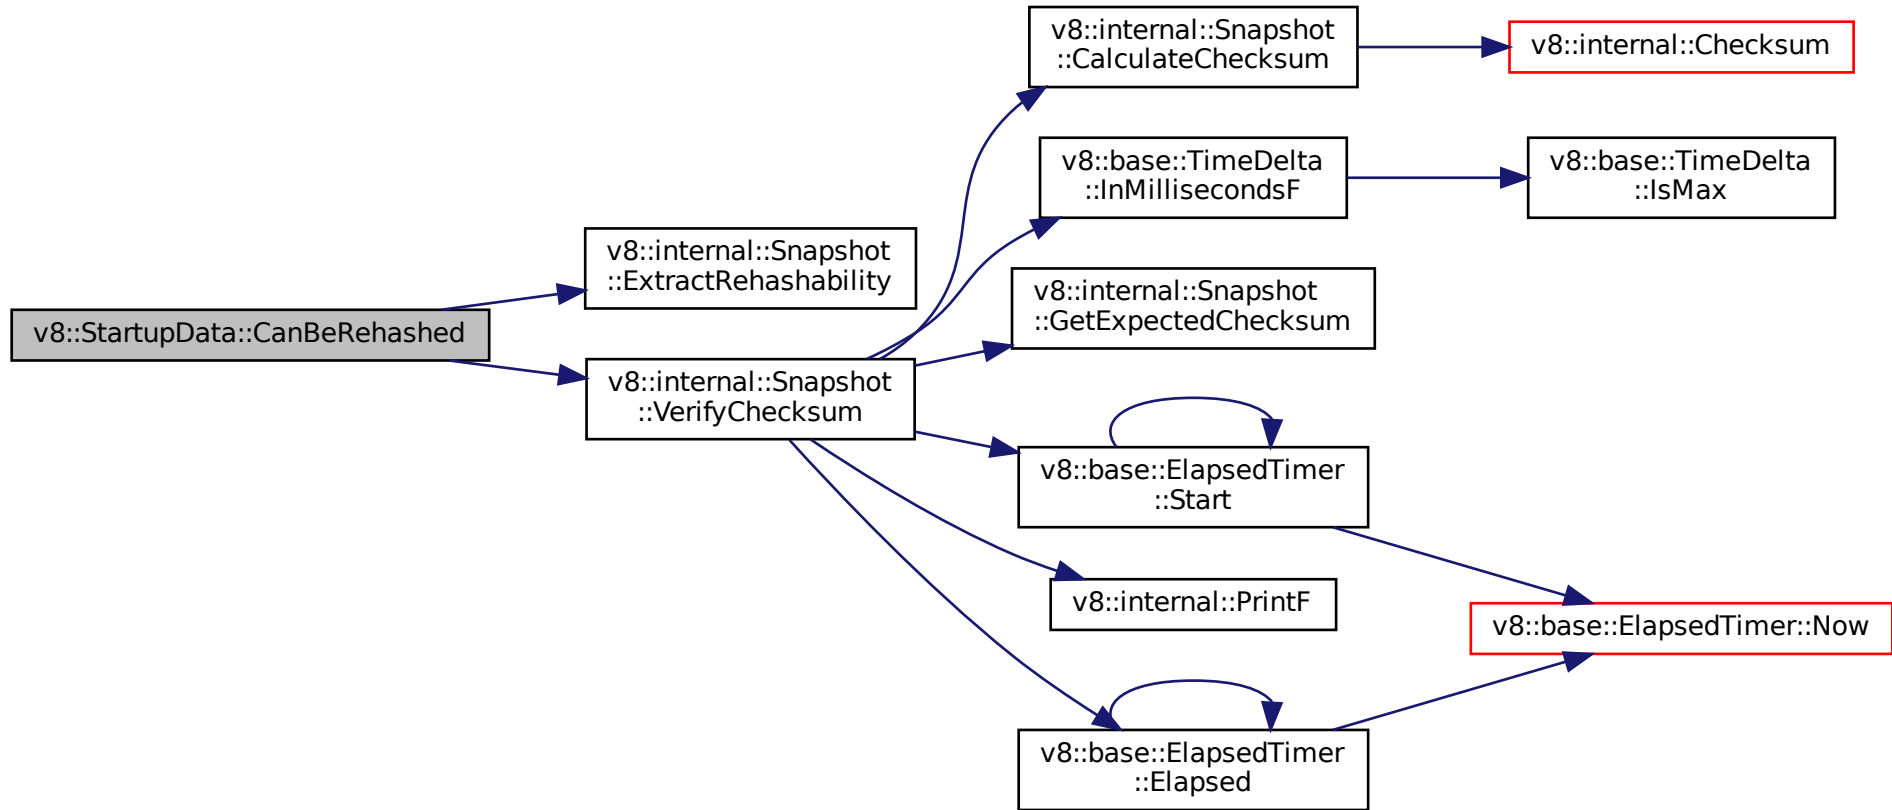 v8::StartupData::CanBeRehashed
v8::internal::Snapshot
::ExtractRehashability
v8::internal::Snapshot
::VerifyChecksum
v8::internal::Snapshot
::CalculateChecksum
v8::internal::Checksum
v8::base::TimeDelta
::InMillisecondsF
v8::base::TimeDelta
::IsMax
v8::internal::Snapshot
::GetExpectedChecksum
v8::base::ElapsedTimer
::Start
v8::internal::PrintF
v8::base::ElapsedTimer::Now
v8::base::ElapsedTimer
::Elapsed